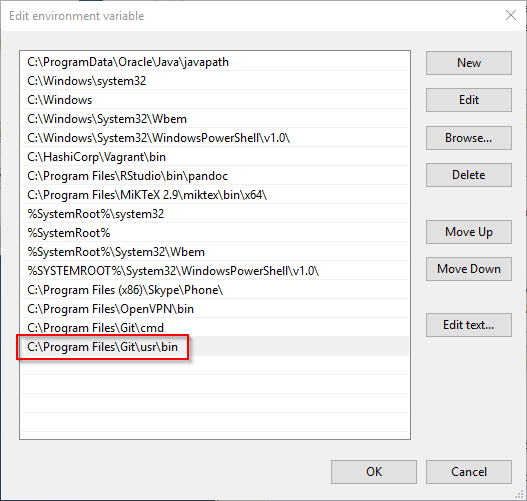 Edit environment variable
C:\ProgramData\Oracle\Java\javapath
C:\Windows\system32
C:\Windows
C:\Windows\System32\Wbem
C:\Windows\System32\WindowsPowerShell\v1.0\
C:\HashiCorp\Vagrant\bin
C:\Program Files\RStudio\bin\pandoc
C:\Program Files\MiKTeX 2.9\miktex\bin\x64\
%SystemRoot%\system32
%SystemRoot%
%SystemRoot%\System32\Wbem
%SYSTEMROOT%\System32\WindowsPowerShell\v1.0\
C:\Program Files (x86)\Skype\Phone\
C:\Program Files\OpenVPN\bin
C:\Program Files\Git\cmd
C:\Program Files\Git\usr\bin
New
Edit
Browse...
Delete
Move Up
Move Down
Edit text...
OK
Cancel